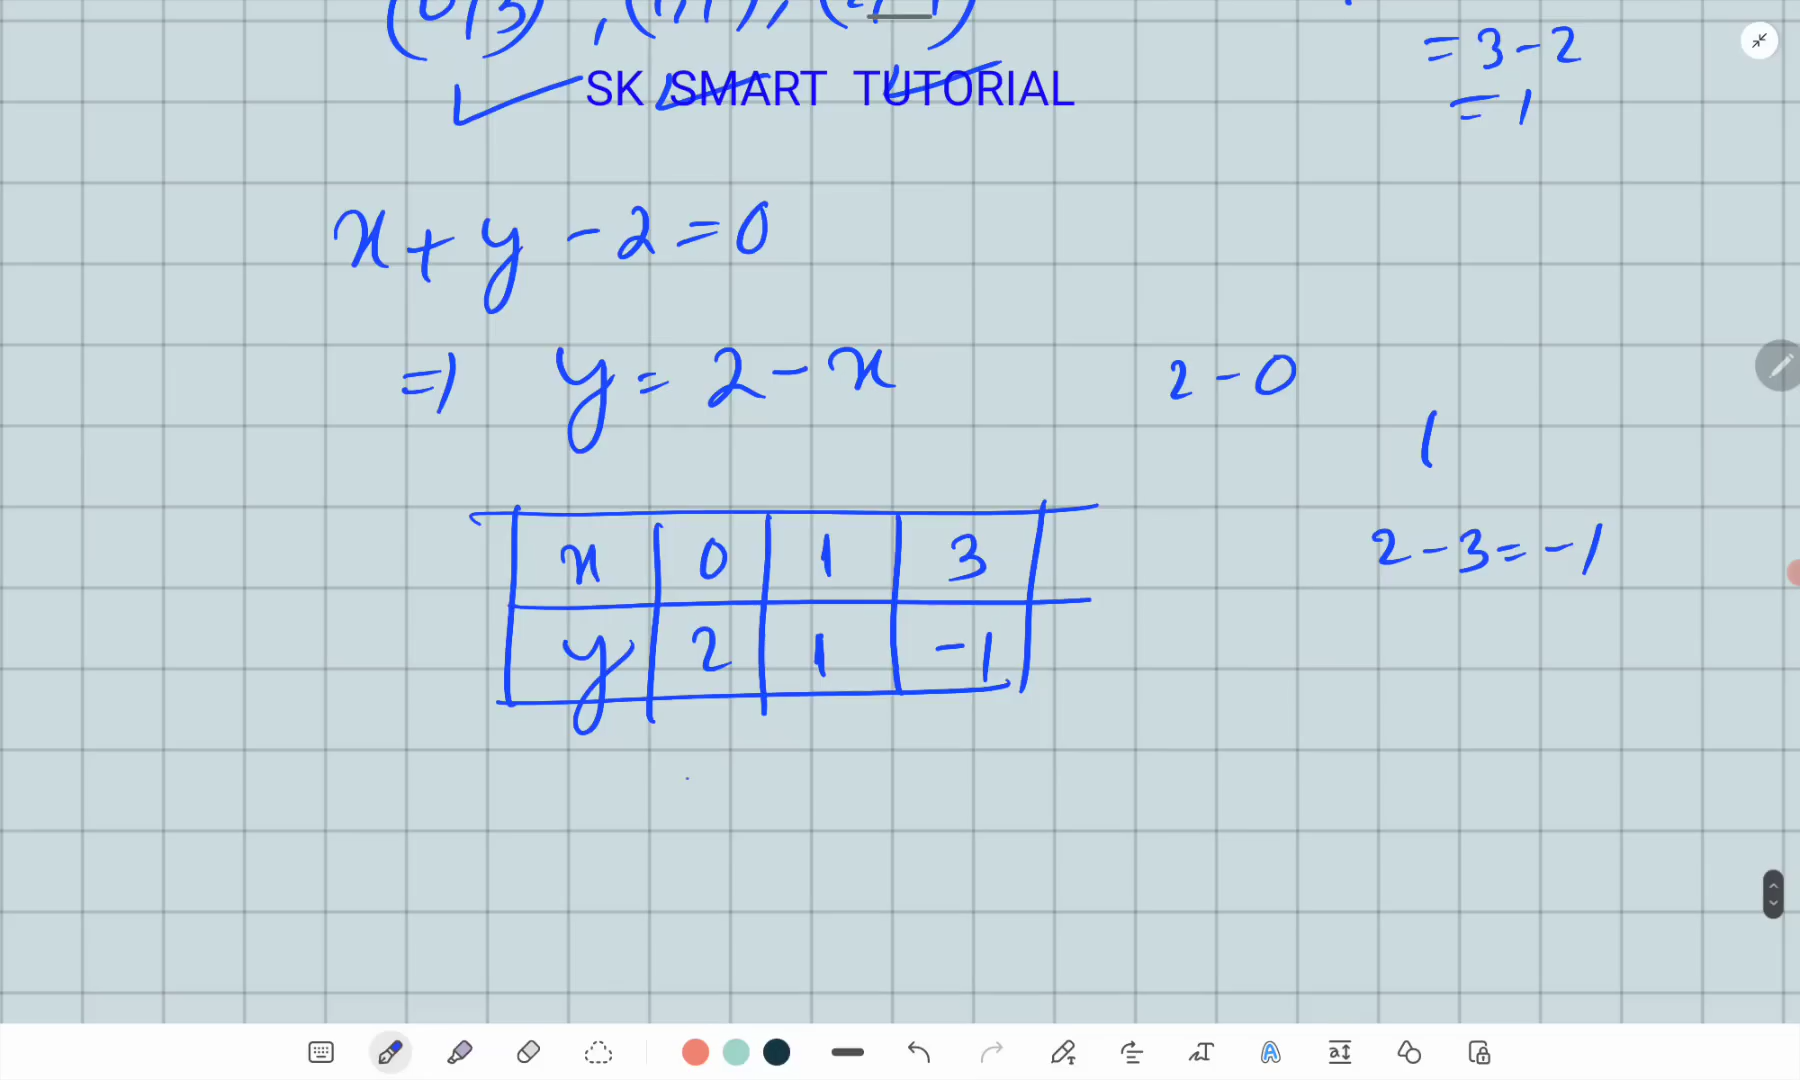 = 3 - 2
SK SMART TUTORIAL
= 1
x + y - 2 = 0
=) y = 2 - x
2 - 0
1
x 0 1 3
2 - 3 = -1
y 2 1 -1